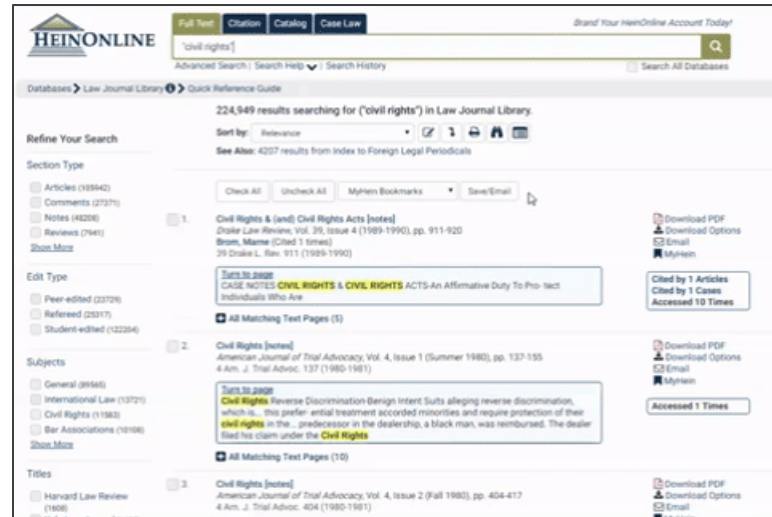 HEINONLINE
Full Text Citation Catalog Case Law
Brand Your HeinOnline Account Today!
"civil rights"
Advanced Search | Search Help | Search History
Search All Databases
Databases Law Journal Library Quick Reference Guide
224,949 results searching for ("civil rights") in Law Journal Library.
Refine Your Search
Sort by: Relevance
See Also: 4207 results from Index to Foreign Legal Periodicals
Section Type
Articles (105942)
Comments (27371)
Notes (48208)
Reviews (7941)
Show More
Edit Type
Peer-edited (23729)
Refereed (25317)
Student-edited (122204)
Subjects
General (89565)
International Law (13721)
Civil Rights (11583)
Bar Associations (10108)
Show More
Titles
Harvard Law Review
(1608)
Check All Uncheck All MyHein Bookmarks Save/Email
1. Civil Rights & (and) Civil Rights Acts [notes]
Drake Law Review, Vol. 39, Issue 4 (1989-1990), pp. 911-920
Brom, Marne (Cited 1 times)
39 Drake L. Rev. 911 (1989-1990)
Turn to page
CASE NOTES CIVIL RIGHTS & CIVIL RIGHTS ACTS-An Affirmative Duty To Pro- tect
Individuals Who Are
All Matching Text Pages (5)
Download PDF
Download Options
Email
MyHein
Cited by 1 Articles
Cited by 1 Cases
Accessed 10 Times
2. Civil Rights [notes]
American Journal of Trial Advocacy, Vol. 4, Issue 1 (Summer 1980), pp. 137-155
4 Am. J. Trial Advoc. 137 (1980-1981)
Turn to page
Civil Rights Reverse Discrimination-Benign Intent Suits alleging reverse discrimination,
which is... this prefer- ential treatment accorded minorities and require protection of their
civil rights in the... predecessor in the dealership, a black man, was reimbursed. The dealer
filed his claim under the Civil Rights
All Matching Text Pages (10)
Download PDF
Download Options
Email
MyHein
Accessed 1 Times
3. Civil Rights [notes]
American Journal of Trial Advocacy, Vol. 4, Issue 2 (Fall 1980), pp. 404-417
4 Am. J. Trial Advoc. 404 (1980-1981)
Download PDF
Download Options
Email